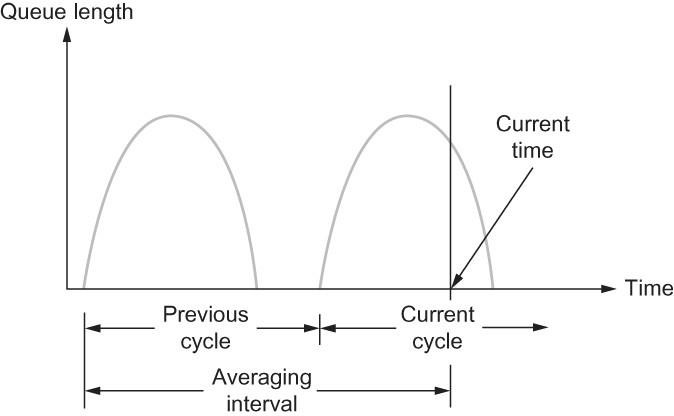 Queue length
Current
time
Time
Previous
cycle
Current
cycle
Averaging
interval